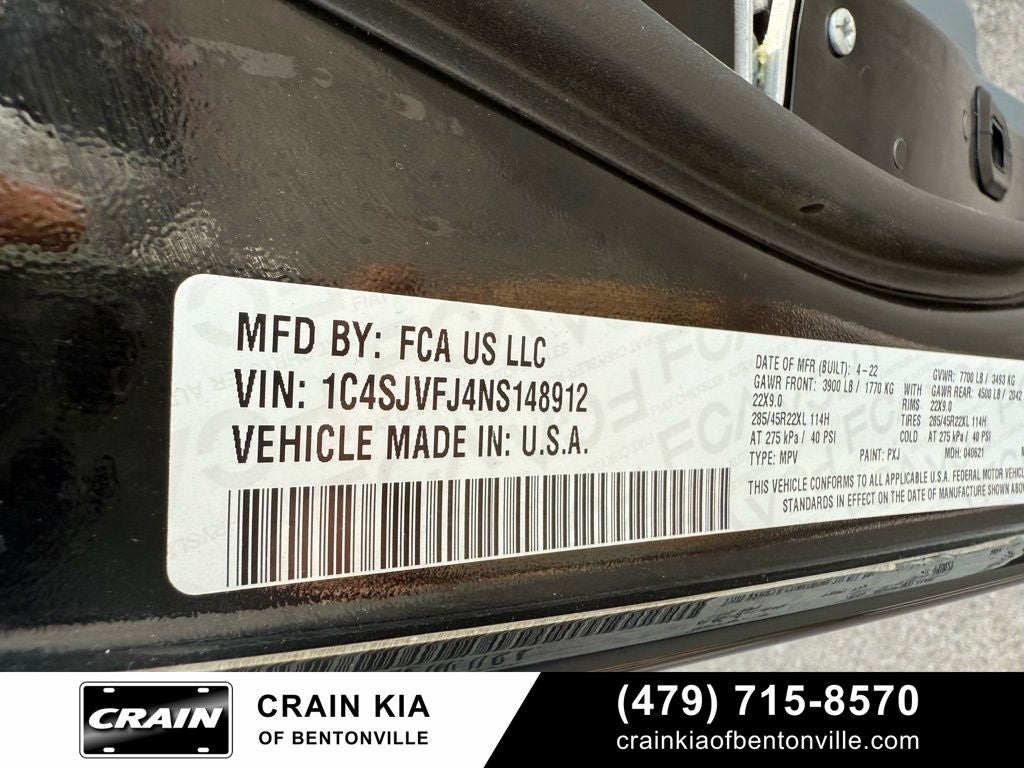 MFD BY: FCA US LLC
VIN: 1C4SJVFJ4NS148912
VEHICLE MADE IN: U.S.A.
DATE OF MFR (BUILT): 4-22 GVWR: 7700 LB / 3493 KG
GAWR FRONT: 3900 LB / 1770 KG WITH GAWR REAR: 4500 LB / 2042
22X9.0 RIMS 22X9.0
285/45R22XL 114H TIRES 285/45R22XL 114H
AT 275 kPa / 40 PSI COLD AT 275 kPa / 40 PSI
TYPE: MPV PAINT: PXJ MDH: 040621
THIS VEHICLE CONFORMS TO ALL APPLICABLE U.S.A. FEDERAL MOTOR VEHICLE
STANDARDS IN EFFECT ON THE DATE OF MANUFACTURE SHOWN ABOV
CRAIN
CRAIN KIA
OF BENTONVILLE
(479) 715-8570
crainkiaofbentonville.com